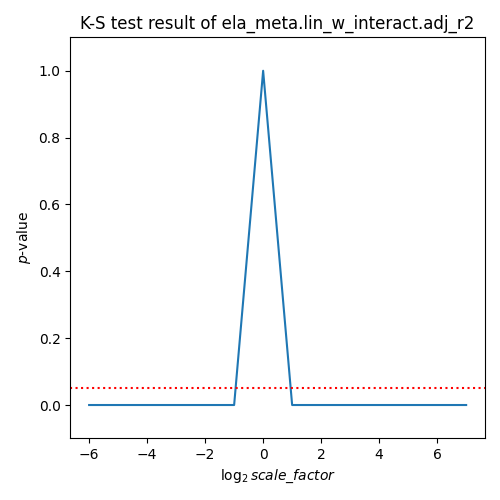 K-S test result of ela_meta.lin_w_interact.adj_r2
1.0
0.8
0.6
0.4
0.2
0.0
p-value
−6 −4 −2 0 2 4 6
log₂ scale_factor